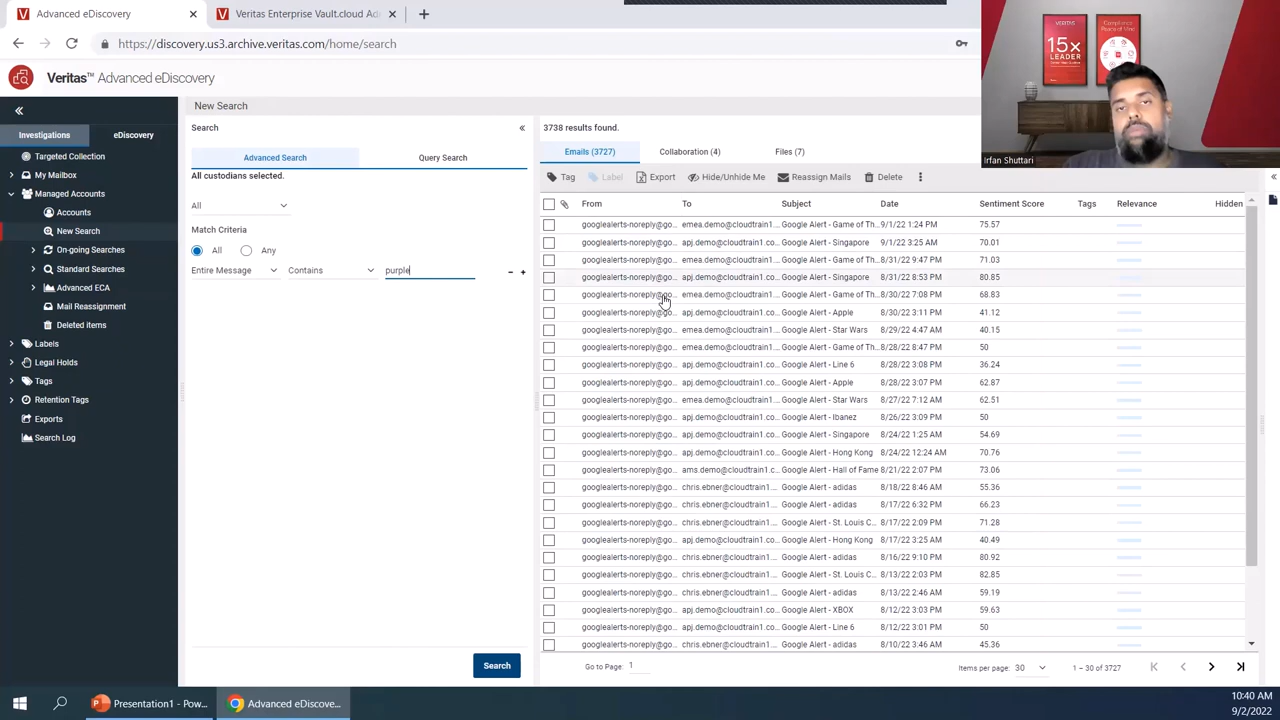 Advanced eDiscovery
Veritas Enterprise Vault.cloud Ad
https://discovery.us3.archive.veritas.com/home/search
Veritas™ Advanced eDiscovery
15x
LEADER
Compliance
Peace of Mind
Irfan Shuttari
Investigations
eDiscovery
Targeted Collection
My Mailbox
Managed Accounts
Accounts
New Search
On-going Searches
Standard Searches
Advanced ECA
Mail Reassignment
Deleted items
Labels
Legal Holds
Tags
Retention Tags
Exports
Search Log
New Search
Search
Advanced Search
Query Search
All custodians selected.
All
Match Criteria
All
Any
Entire Message
Contains
purple
Search
3738 results found.
Emails (3727)
Collaboration (4)
Files (7)
Tag
Label
Export
Hide/Unhide Me
Reassign Mails
Delete
From To Subject Date Sentiment Score Tags Relevance Hidden
googlealerts-noreply@go... emea.demo@cloudtrain1.... Google Alert - Game of Th... 9/1/22 1:24 PM 75.57
googlealerts-noreply@go... apj.demo@cloudtrain1.co... Google Alert - Singapore 9/1/22 3:25 AM 70.01
googlealerts-noreply@go... emea.demo@cloudtrain1.... Google Alert - Game of Th... 8/31/22 9:47 PM 71.03
googlealerts-noreply@go... apj.demo@cloudtrain1.co... Google Alert - Singapore 8/31/22 8:53 PM 80.85
googlealerts-noreply@go... emea.demo@cloudtrain1.... Google Alert - Game of Th... 8/30/22 7:08 PM 68.83
googlealerts-noreply@go... apj.demo@cloudtrain1.co... Google Alert - Apple 8/30/22 3:11 PM 41.12
googlealerts-noreply@go... emea.demo@cloudtrain1.... Google Alert - Star Wars 8/29/22 4:47 AM 40.15
googlealerts-noreply@go... emea.demo@cloudtrain1.... Google Alert - Game of Th... 8/28/22 8:47 PM 50
googlealerts-noreply@go... apj.demo@cloudtrain1.co... Google Alert - Line 6 8/28/22 3:08 PM 36.24
googlealerts-noreply@go... apj.demo@cloudtrain1.co... Google Alert - Apple 8/28/22 3:07 PM 62.87
googlealerts-noreply@go... emea.demo@cloudtrain1.... Google Alert - Star Wars 8/27/22 7:12 AM 62.51
googlealerts-noreply@go... apj.demo@cloudtrain1.co... Google Alert - Ibanez 8/26/22 3:09 PM 50
googlealerts-noreply@go... apj.demo@cloudtrain1.co... Google Alert - Singapore 8/24/22 1:25 AM 54.69
googlealerts-noreply@go... apj.demo@cloudtrain1.co... Google Alert - Hong Kong 8/24/22 12:24 AM 70.76
googlealerts-noreply@go... ams.demo@cloudtrain1.c... Google Alert - Hall of Fame 8/21/22 2:07 PM 73.06
googlealerts-noreply@go... chris.ebner@cloudtrain1.... Google Alert - adidas 8/18/22 8:46 AM 55.36
googlealerts-noreply@go... chris.ebner@cloudtrain1.... Google Alert - adidas 8/17/22 6:32 PM 66.23
googlealerts-noreply@go... chris.ebner@cloudtrain1.... Google Alert - St. Louis C... 8/17/22 2:09 PM 71.28
googlealerts-noreply@go... apj.demo@cloudtrain1.co... Google Alert - Hong Kong 8/17/22 3:25 AM 40.49
googlealerts-noreply@go... chris.ebner@cloudtrain1.... Google Alert - adidas 8/16/22 9:10 PM 80.92
googlealerts-noreply@go... chris.ebner@cloudtrain1.... Google Alert - St. Louis C... 8/13/22 2:03 PM 82.85
googlealerts-noreply@go... chris.ebner@cloudtrain1.... Google Alert - adidas 8/13/22 2:46 AM 59.19
googlealerts-noreply@go... apj.demo@cloudtrain1.co... Google Alert - XBOX 8/12/22 3:03 PM 59.63
googlealerts-noreply@go... apj.demo@cloudtrain1.co... Google Alert - Line 6 8/12/22 3:01 PM 50
googlealerts-noreply@go... chris.ebner@cloudtrain1.... Google Alert - adidas 8/10/22 3:46 AM 45.36
Go to Page: 1
Items per page: 30
1 – 30 of 3727
Presentation1 - Pow...
Advanced eDiscove...
10:40 AM
9/2/2022